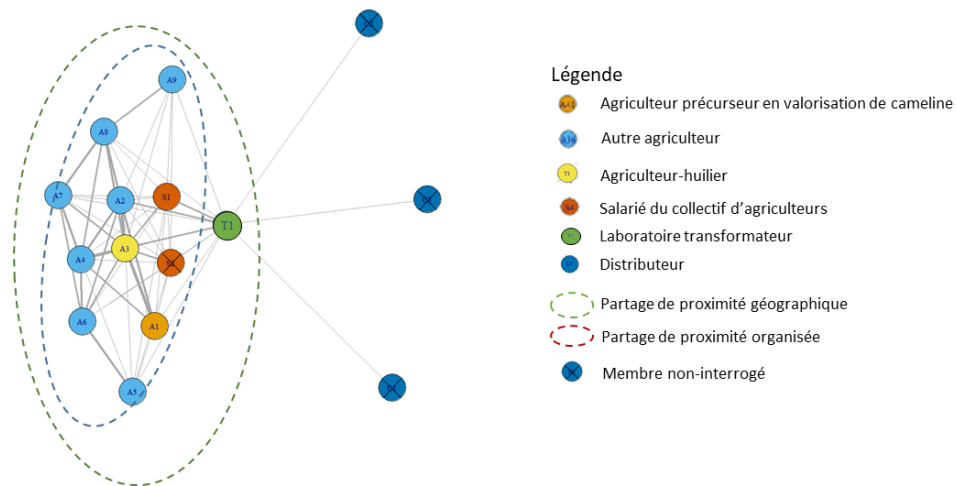 A9
A8
A7
A2
S1
T1
A3
A4
A6
A1
A5
Légende
Agriculteur précurseur en valorisation de cameline
Autre agriculteur
T1
Agriculteur-huilier
Salarié du collectif d’agriculteurs
Laboratoire transformateur
Distributeur
Partage de proximité géographique
Partage de proximité organisée
Membre non-interrogé